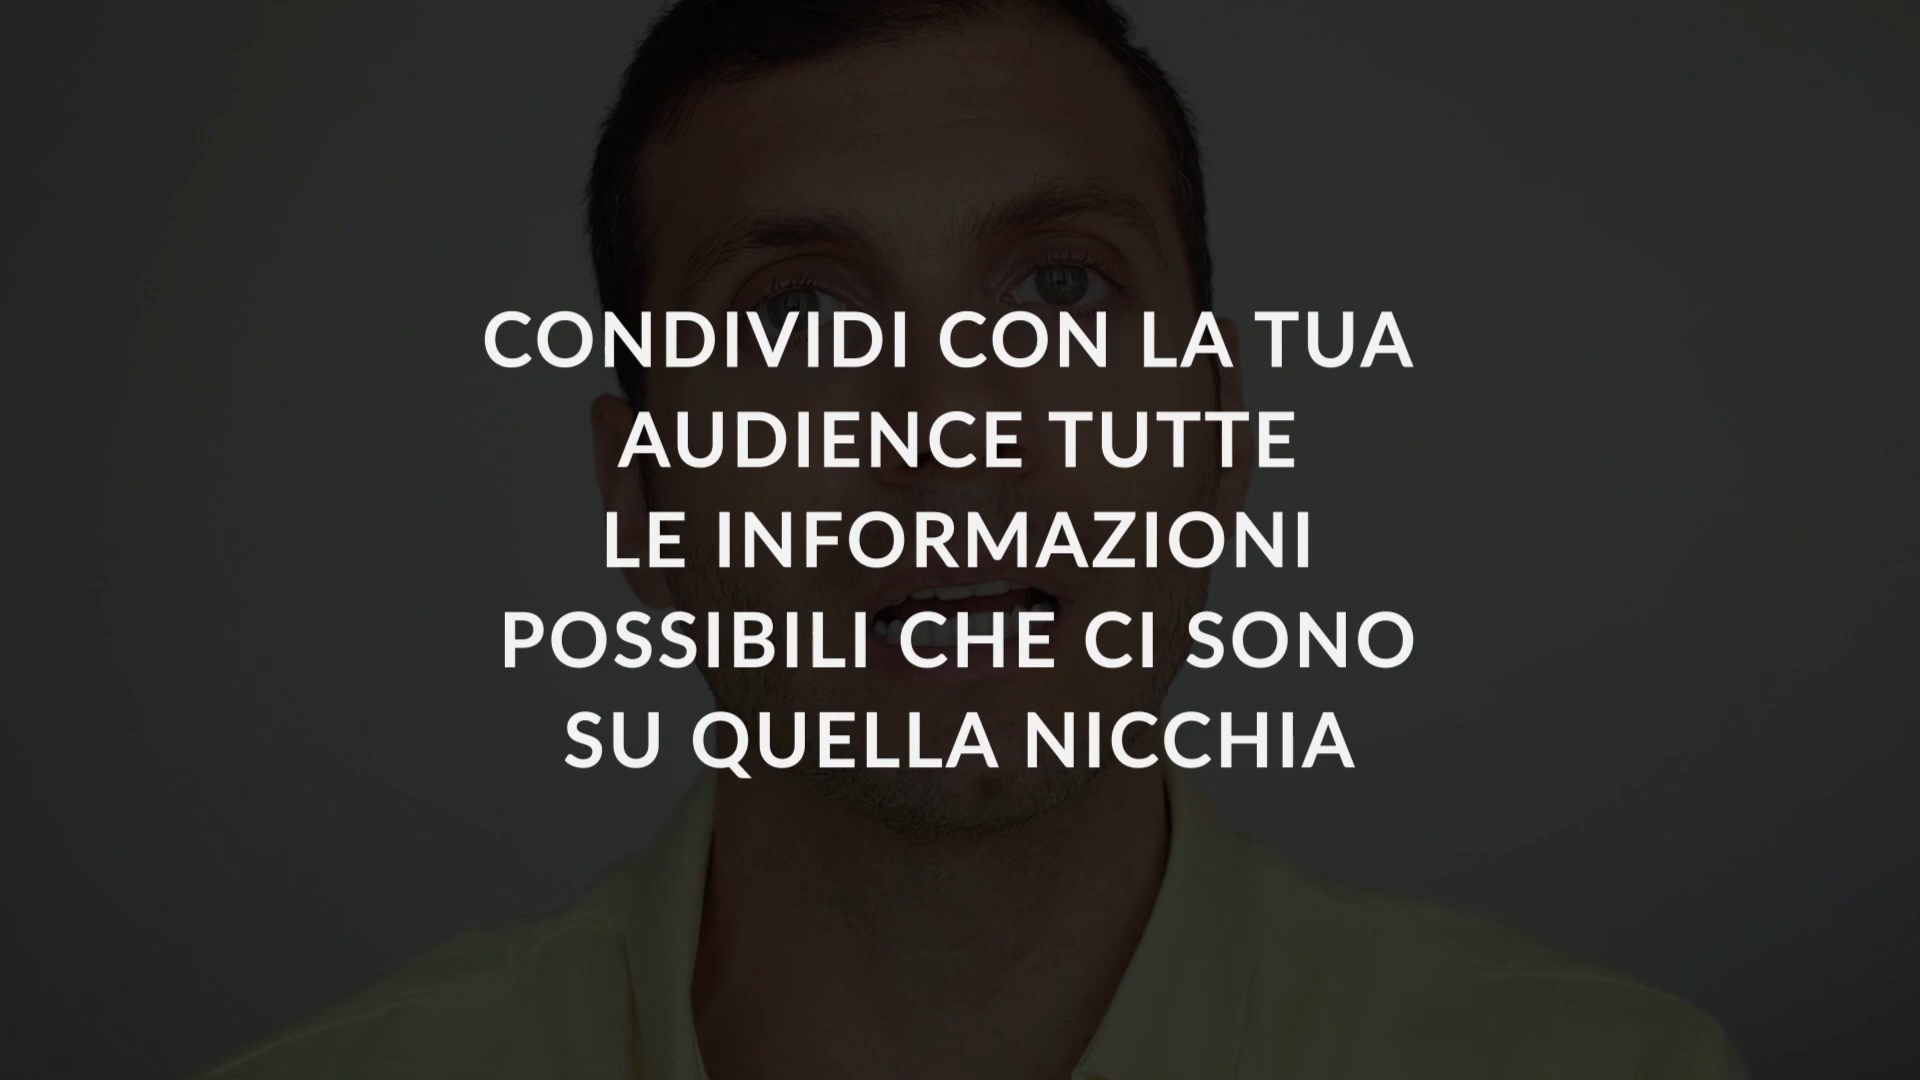 CONDIVIDI CON LA TUA
AUDIENCE TUTTE
LE INFORMAZIONI
POSSIBILI CHE CI SONO
SU QUELLA NICCHIA